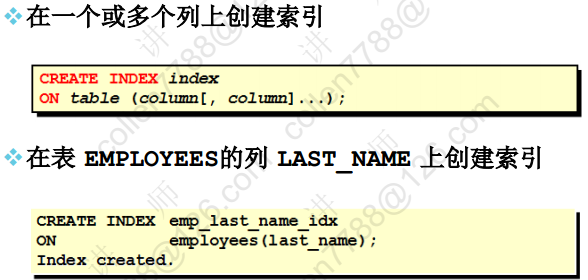 在一个或多个列上创建索引
CREATE INDEX index
ON table (column[, column]...);
在表 EMPLOYEES的列 LAST_NAME 上创建索引
CREATE INDEX emp_last_name_idx
ON employees(last_name);
Index created.